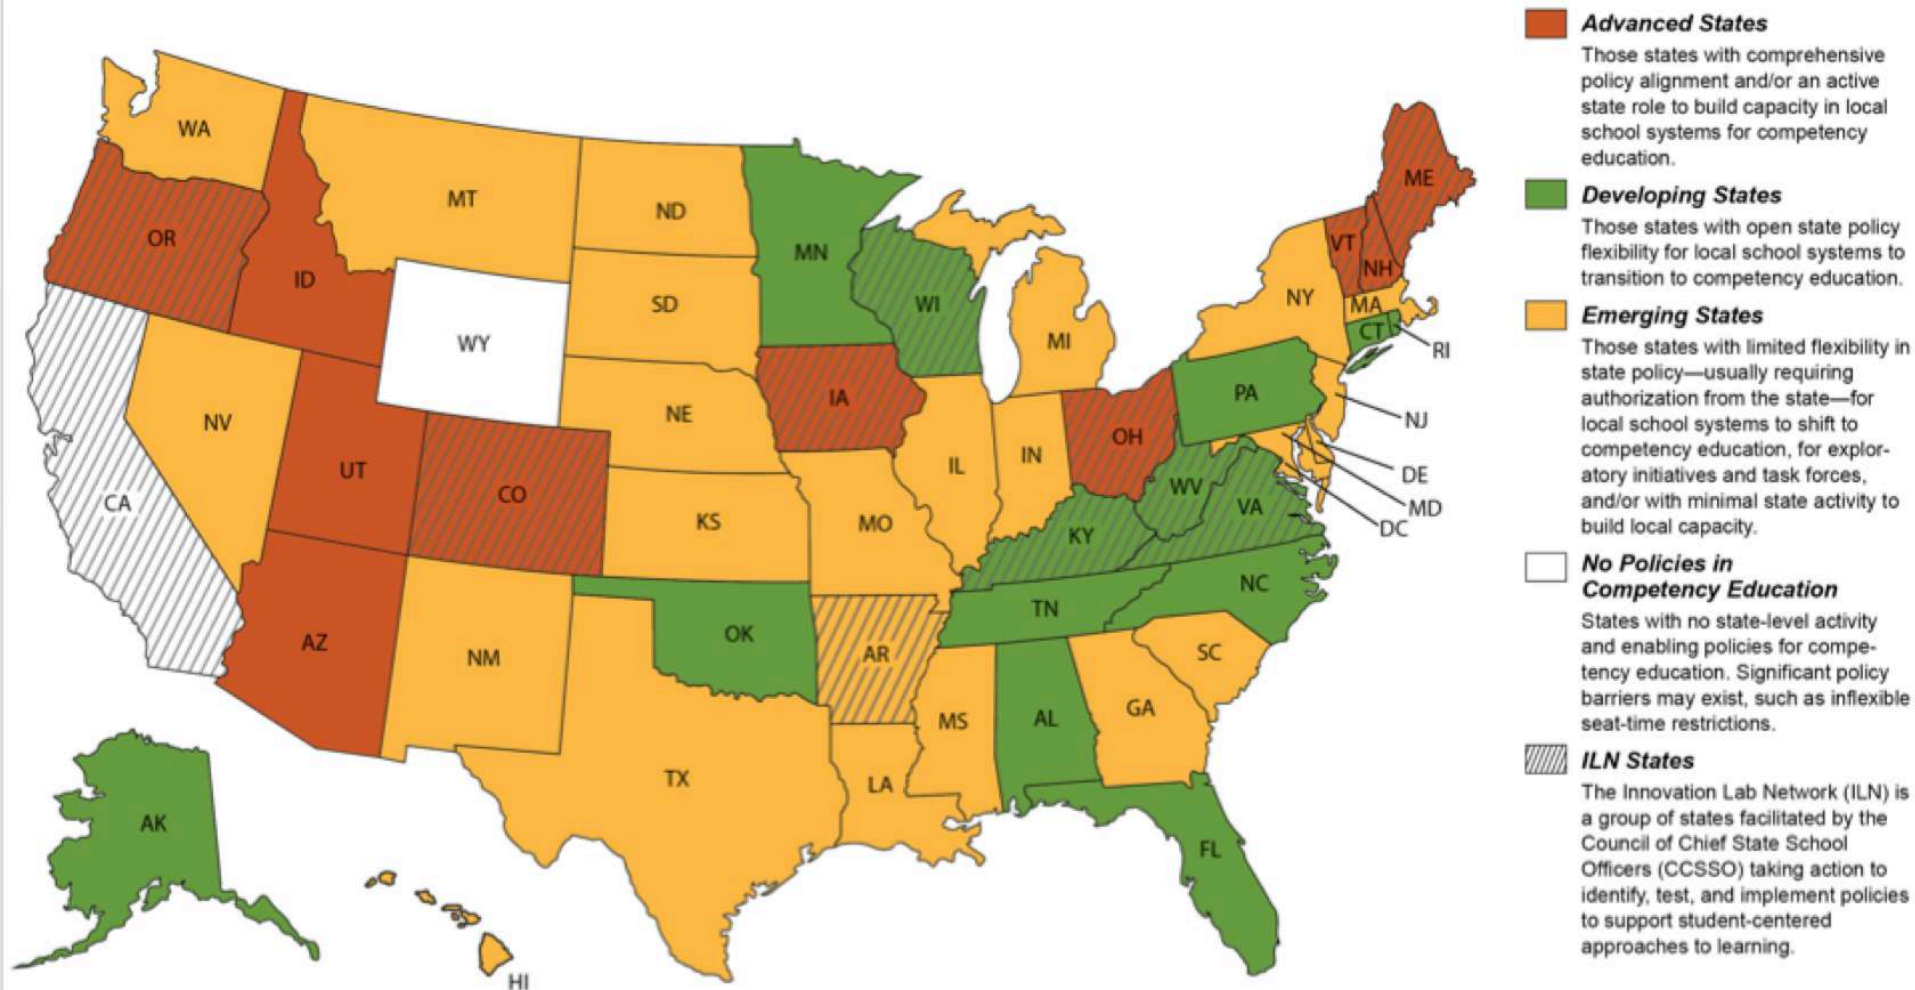 WA
MT
ND
MN
OR
ID
SD
WI
WY
MI
NY
VT
NH
ME
MA
CT
RI
IA
NE
PA
NJ
NV
UT
CO
IL
IN
OH
DE
MD
DC
CA
KS
MO
WV
VA
KY
NC
TN
AZ
NM
OK
AR
SC
MS
AL
GA
TX
LA
AK
FL
HI
Advanced States
Those states with comprehensive
policy alignment and/or an active
state role to build capacity in local
school systems for competency
education.
Developing States
Those states with open state policy
flexibility for local school systems to
transition to competency education.
Emerging States
Those states with limited flexibility in
state policy—usually requiring
authorization from the state—for
local school systems to shift to
competency education, for explor-
atory initiatives and task forces,
and/or with minimal state activity to
build local capacity.
No Policies in
Competency Education
States with no state-level activity
and enabling policies for compe-
tency education. Significant policy
barriers may exist, such as inflexible
seat-time restrictions.
ILN States
The Innovation Lab Network (ILN) is
a group of states facilitated by the
Council of Chief State School
Officers (CCSSO) taking action to
identify, test, and implement policies
to support student-centered
approaches to learning.